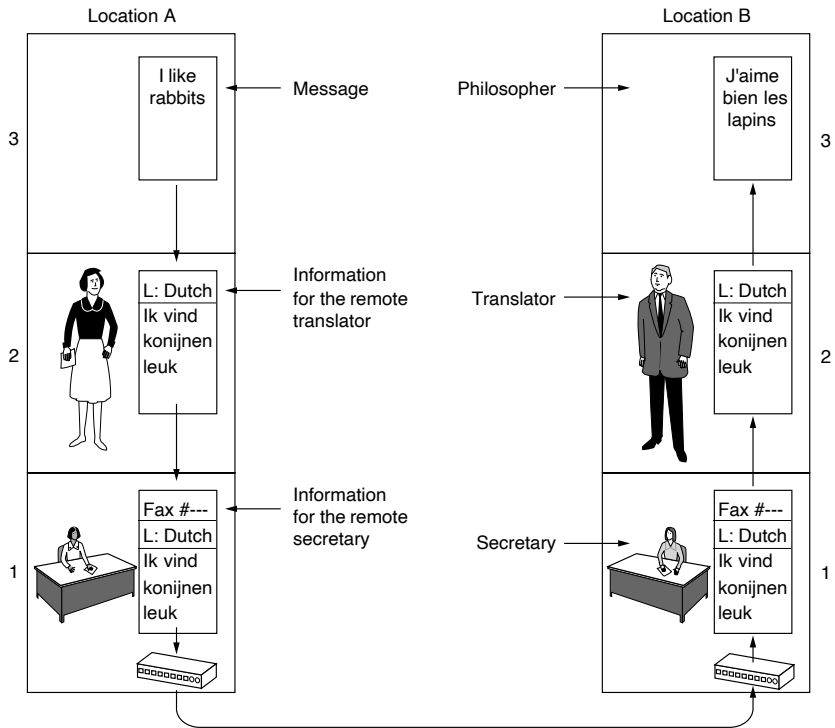 Location A
Location B
I like
rabbits
Message
Philosopher
J'aime
bien les
lapins
3
3
L: Dutch
Ik vind
konijnen
leuk
Information
for the remote
translator
Translator
L: Dutch
Ik vind
konijnen
leuk
2
2
Fax #---
L: Dutch
Ik vind
konijnen
leuk
Information
for the remote
secretary
Secretary
Fax #---
L: Dutch
Ik vind
konijnen
leuk
1
1